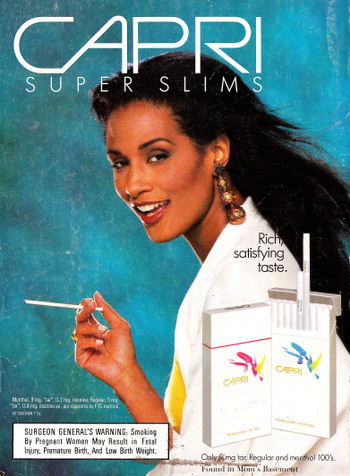 CAPRI
SUPER SLIMS
Rich,
satisfying
taste.
CAPRI
CAPRI
Menthol, 8 mg. "tar", 0.7 mg. nicotine; Regular, 9 mg.
"tar", 0.8 mg. nicotine av. per cigarette by FTC method.
SURGEON GENERAL'S WARNING: Smoking
By Pregnant Women May Result in Fetal
Injury, Premature Birth, And Low Birth Weight.
Only 9 mg tar. Regular and menthol 100's.
Found in Mom's Basement